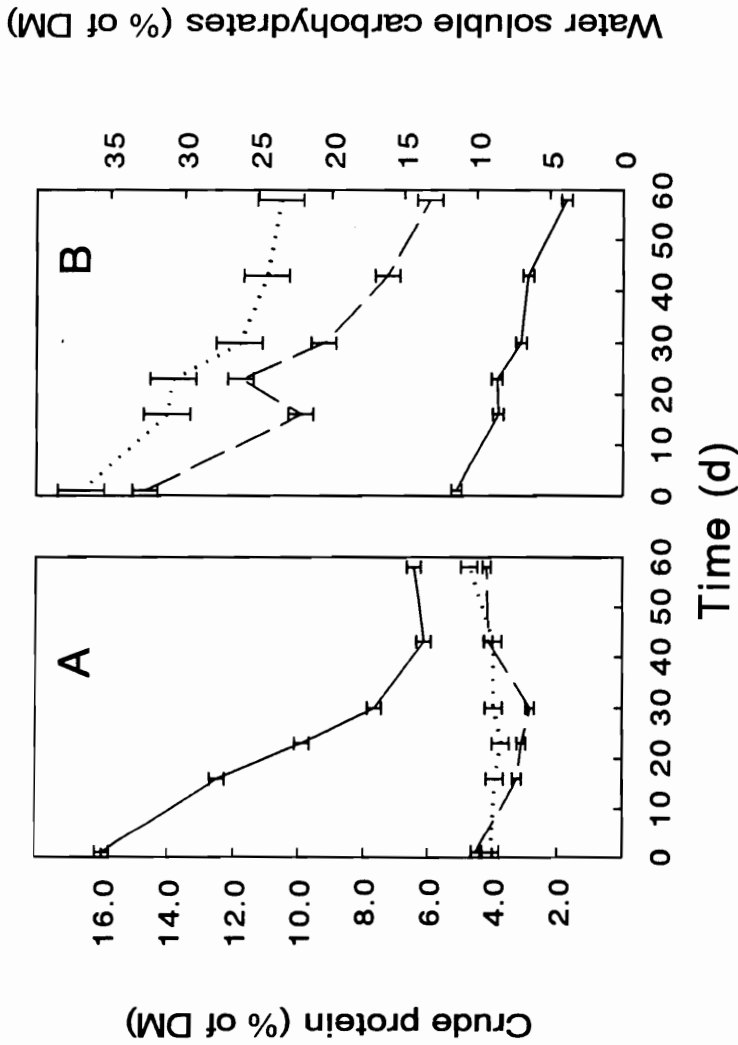 Water soluble carbohydrates (% of DM)
B
35
30
25
20
15
10
5
0
0 10 20 30 40 50 60
A
16.0
14.0
12.0
10.0
8.0
6.0
4.0
2.0
0 10 20 30 40 50 60
Time (d)
Crude protein (% of DM)